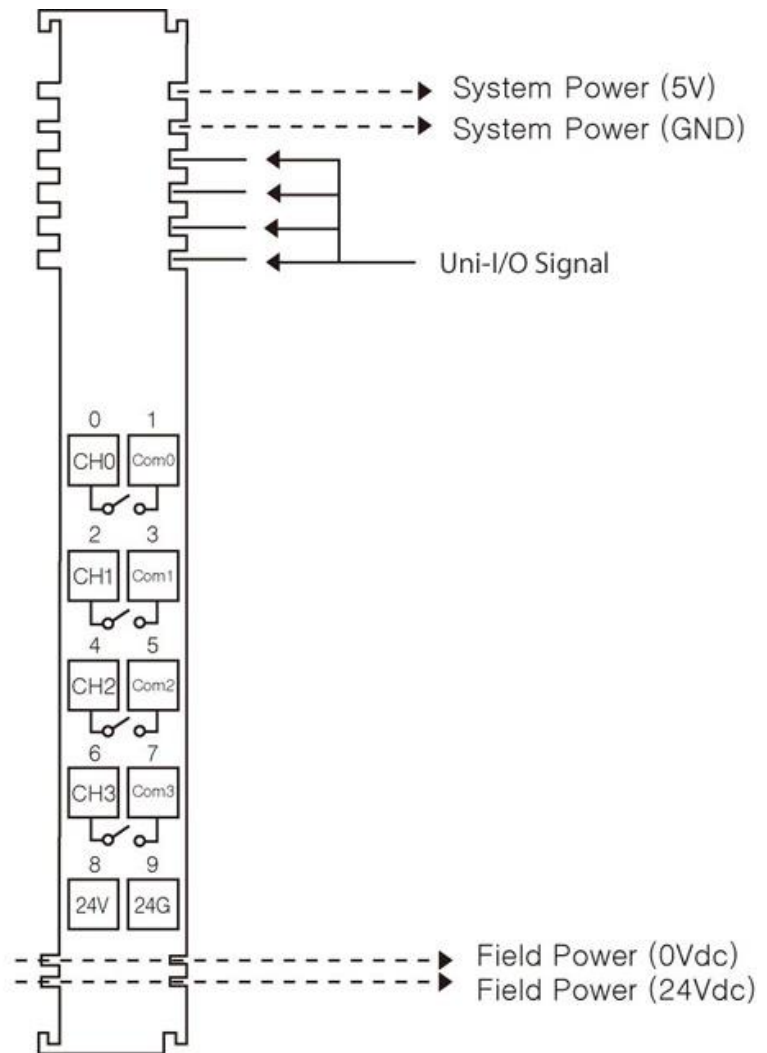 System Power (5V)
System Power (GND)
Uni-I/O Signal
0 1
CH0 Com0
2 3
CH1 Com1
4 5
CH2 Com2
6 7
CH3 Com3
8 9
24V 24G
Field Power (0Vdc)
Field Power (24Vdc)